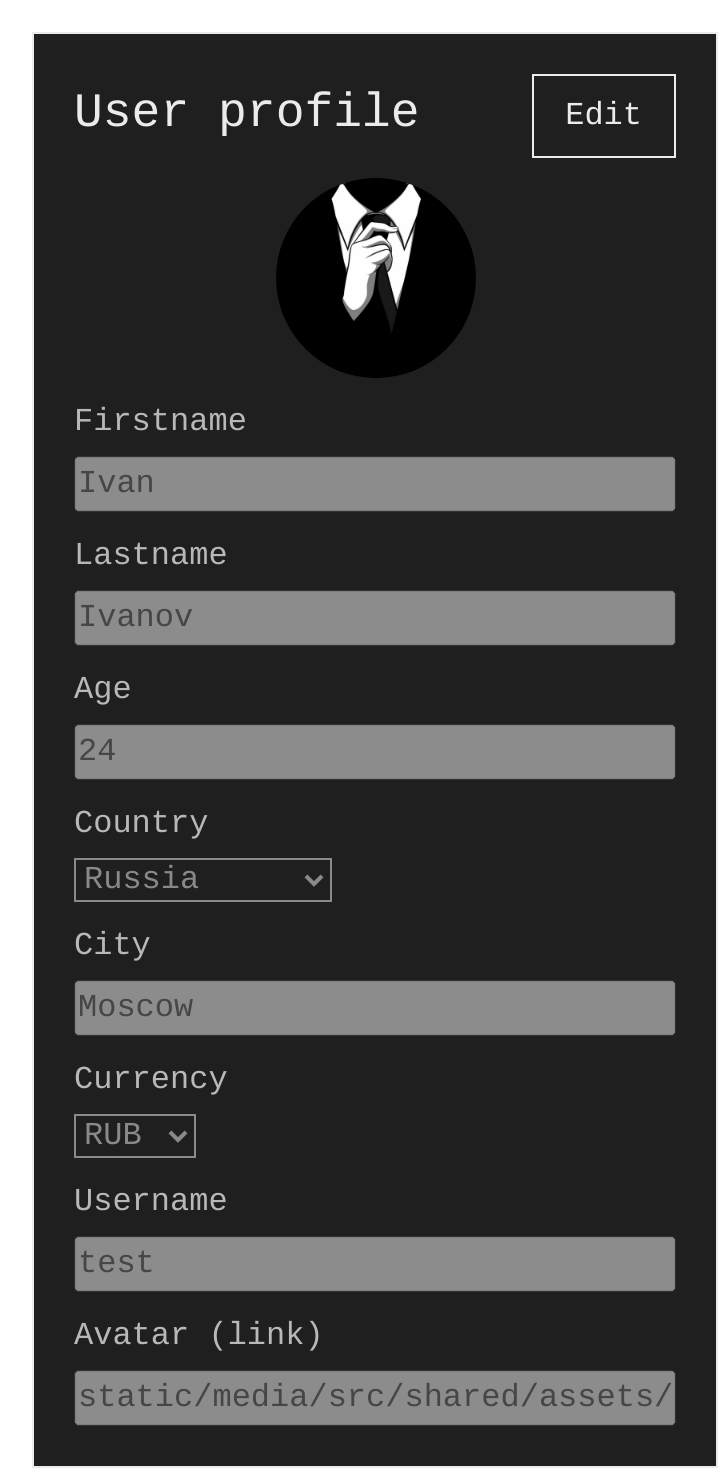 User profile
Edit
Firstname
Ivan
Lastname
Ivanov
Age
24
Country
Russia
City
Moscow
Currency
RUB
Username
test
Avatar (link)
static/media/src/shared/assets/